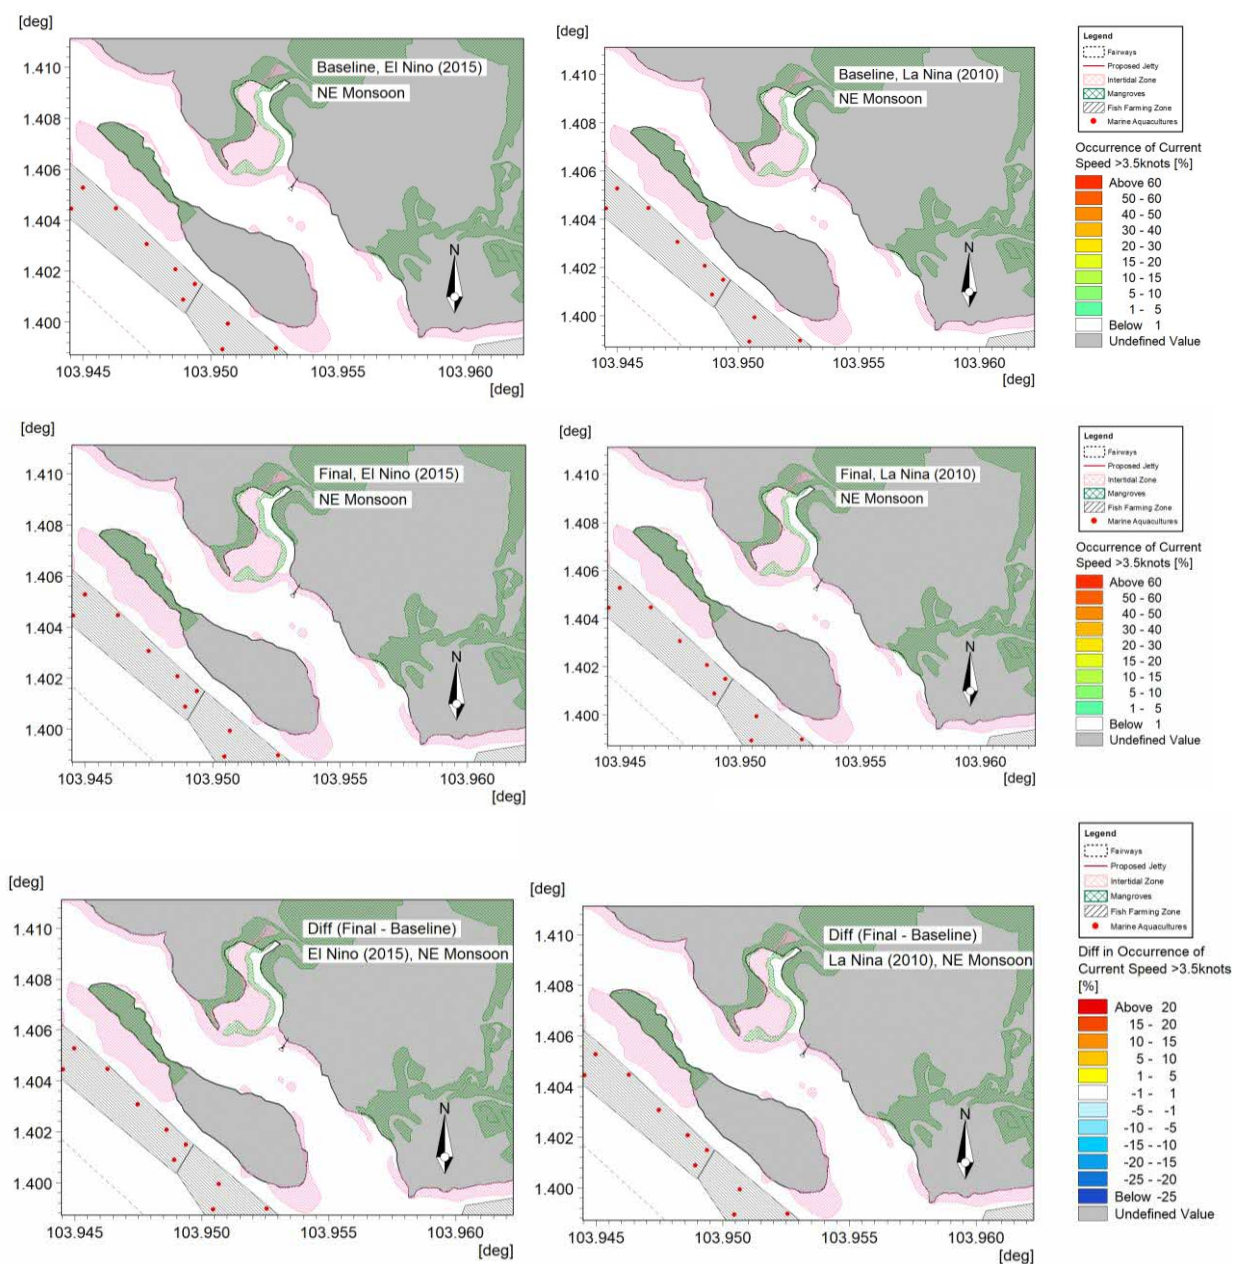 [deg]
1.410
1.408
1.406
1.404
1.402
1.400
Baseline, El Nino (2015)
NE Monsoon
N
103.945
103.950
103.955
103.960
[deg]
[deg]
1.410
1.408
1.406
1.404
1.402
1.400
Baseline, La Nina (2010)
NE Monsoon
N
103.945
103.950
103.955
103.960
[deg]
Legend
Fairways
Proposed Jetty
Intertidal Zone
Mangroves
Fish Farming Zone
Marine Aquacultures
Occurrence of Current
Speed >3.5knots [%]
Above 60
50 - 60
40 - 50
30 - 40
20 - 30
15 - 20
10 - 15
5 - 10
1 - 5
Below 1
Undefined Value
[deg]
1.410
1.408
1.406
1.404
1.402
1.400
Final, El Nino (2015)
NE Monsoon
N
103.945
103.950
103.955
103.960
[deg]
[deg]
1.410
1.408
1.406
1.404
1.402
1.400
Final, La Nina (2010)
NE Monsoon
N
103.945
103.950
103.955
103.960
[deg]
Legend
Fairways
Proposed Jetty
Intertidal Zone
Mangroves
Fish Farming Zone
Marine Aquacultures
Occurrence of Current
Speed >3.5knots [%]
Above 60
50 - 60
40 - 50
30 - 40
20 - 30
15 - 20
10 - 15
5 - 10
1 - 5
Below 1
Undefined Value
[deg]
1.410
1.408
1.406
1.404
1.402
1.400
Diff (Final - Baseline)
El Nino (2015), NE Monsoon
N
103.945
103.950
103.955
103.960
[deg]
[deg]
1.410
1.408
1.406
1.404
1.402
1.400
Diff (Final - Baseline)
La Nina (2010), NE Monsoon
N
103.945
103.950
103.955
103.960
[deg]
Legend
Fairways
Proposed Jetty
Intertidal Zone
Mangroves
Fish Farming Zone
Marine Aquacultures
Diff in Occurrence of
Current Speed >3.5knots
[%]
Above 20
15 - 20
10 - 15
5 - 10
1 - 5
-1 - 1
-5 - -1
-10 - -5
-15 - -10
-20 - -15
-25 - -20
Below -25
Undefined Value